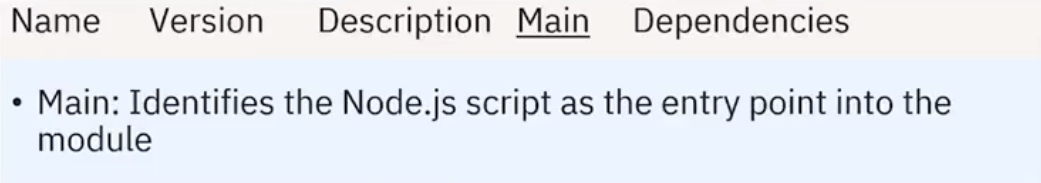 Name Version Description Main Dependencies
• Main: Identifies the Node.js script as the entry point into the
module